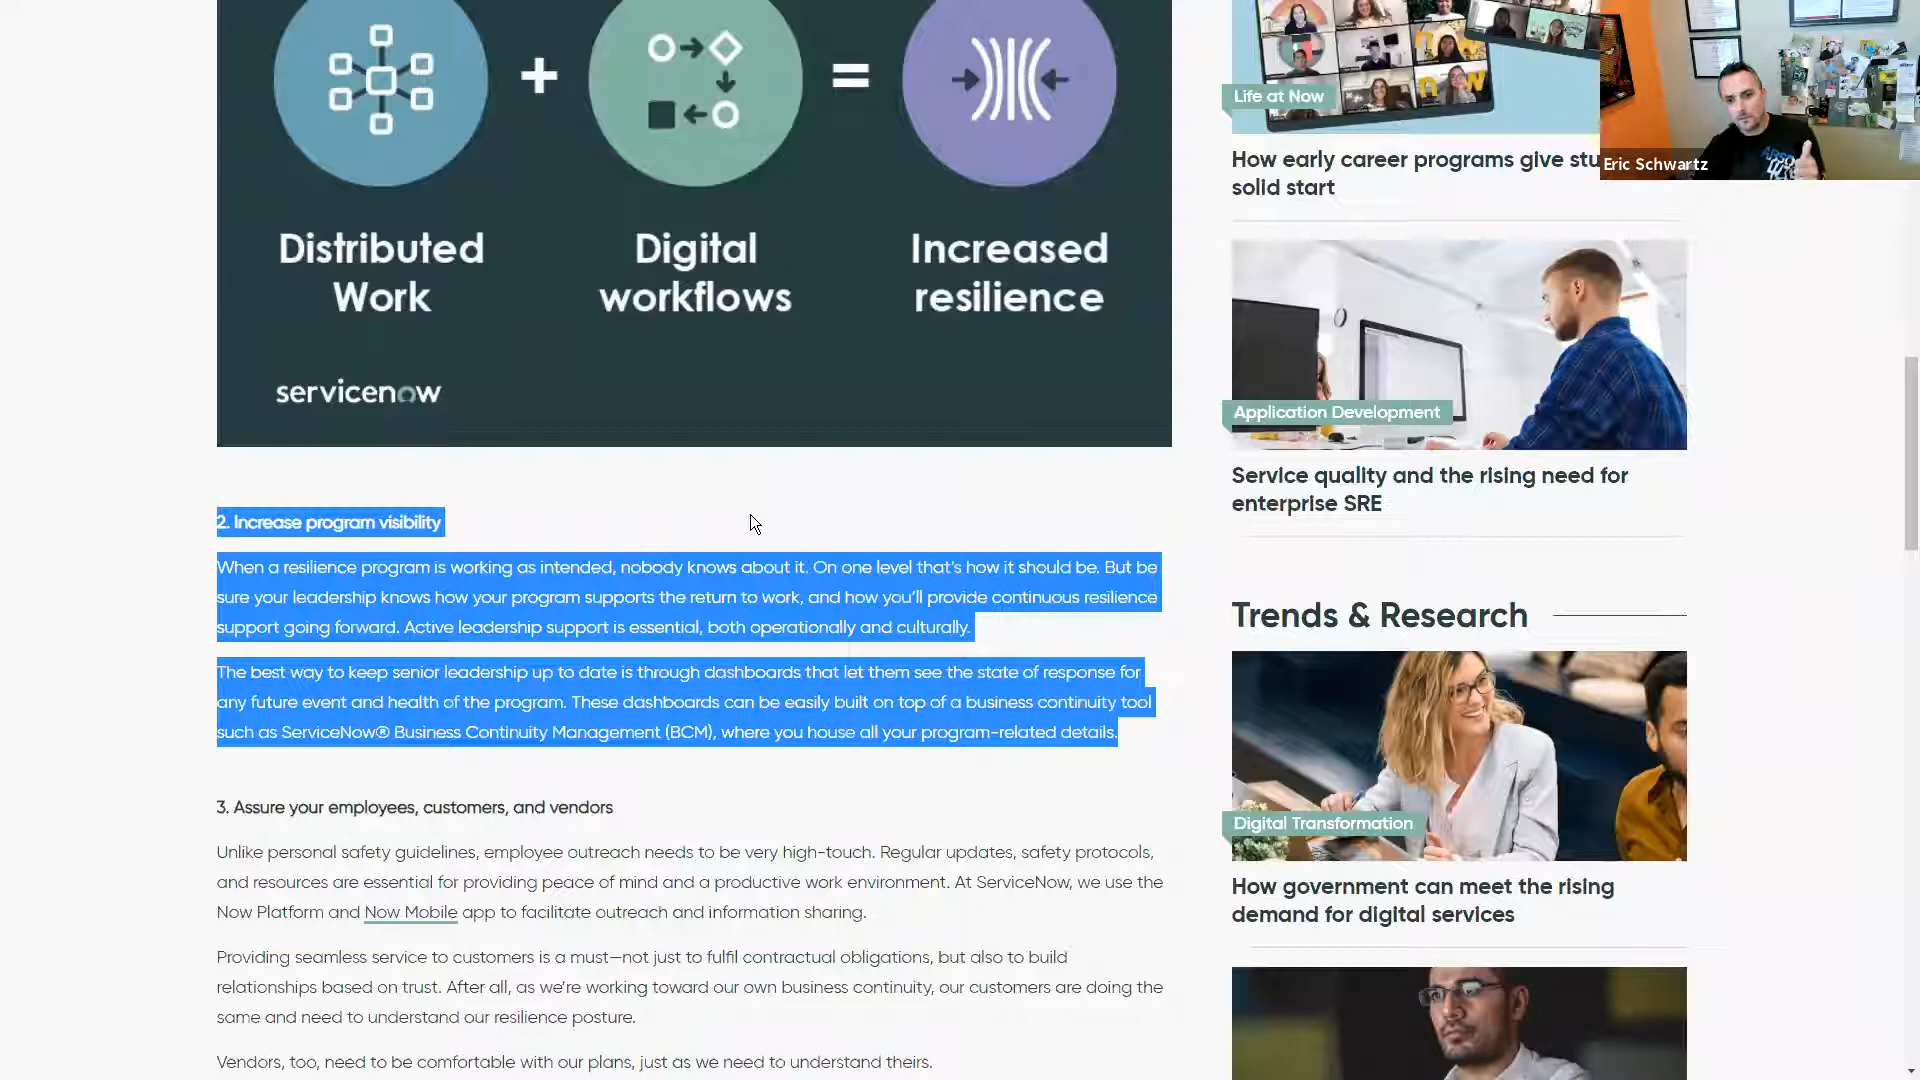 +
=
Distributed
Work
Digital
workflows
Increased
resilience
servicenow
2. Increase program visibility
When a resilience program is working as intended, nobody knows about it. On one level that's how it should be. But be
sure your leadership knows how your program supports the return to work, and how you'll provide continuous resilience
support going forward. Active leadership support is essential, both operationally and culturally.
The best way to keep senior leadership up to date is through dashboards that let them see the state of response for
any future event and health of the program. These dashboards can be easily built on top of a business continuity tool
such as ServiceNow® Business Continuity Management (BCM), where you house all your program-related details.
3. Assure your employees, customers, and vendors
Unlike personal safety guidelines, employee outreach needs to be very high-touch. Regular updates, safety protocols,
and resources are essential for providing peace of mind and a productive work environment. At ServiceNow, we use the
Now Platform and Now Mobile app to facilitate outreach and information sharing.
Providing seamless service to customers is a must—not just to fulfil contractual obligations, but also to build
relationships based on trust. After all, as we're working toward our own business continuity, our customers are doing the
same and need to understand our resilience posture.
Vendors, too, need to be comfortable with our plans, just as we need to understand theirs.
Life at Now
How early career programs give stu
solid start
Eric Schwartz
Application Development
Service quality and the rising need for
enterprise SRE
Trends & Research
Digital Transformation
How government can meet the rising
demand for digital services